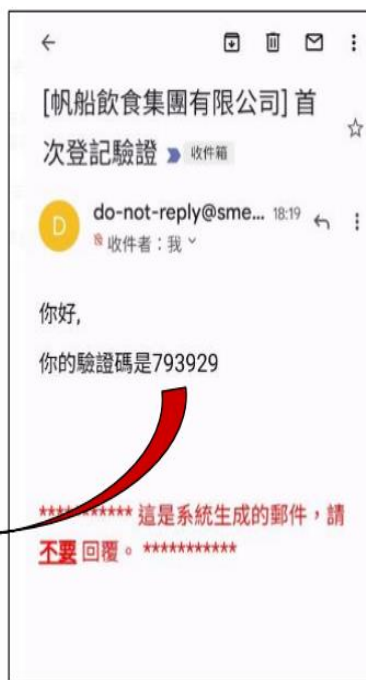 [帆船飲食集團有限公司] 首
次登記驗證 收件箱
D
do-not-reply@sme... 18:19
收件者：我
你好,
你的驗證碼是793929
*********** 這是系統生成的郵件，請
不要 回覆。 ***********